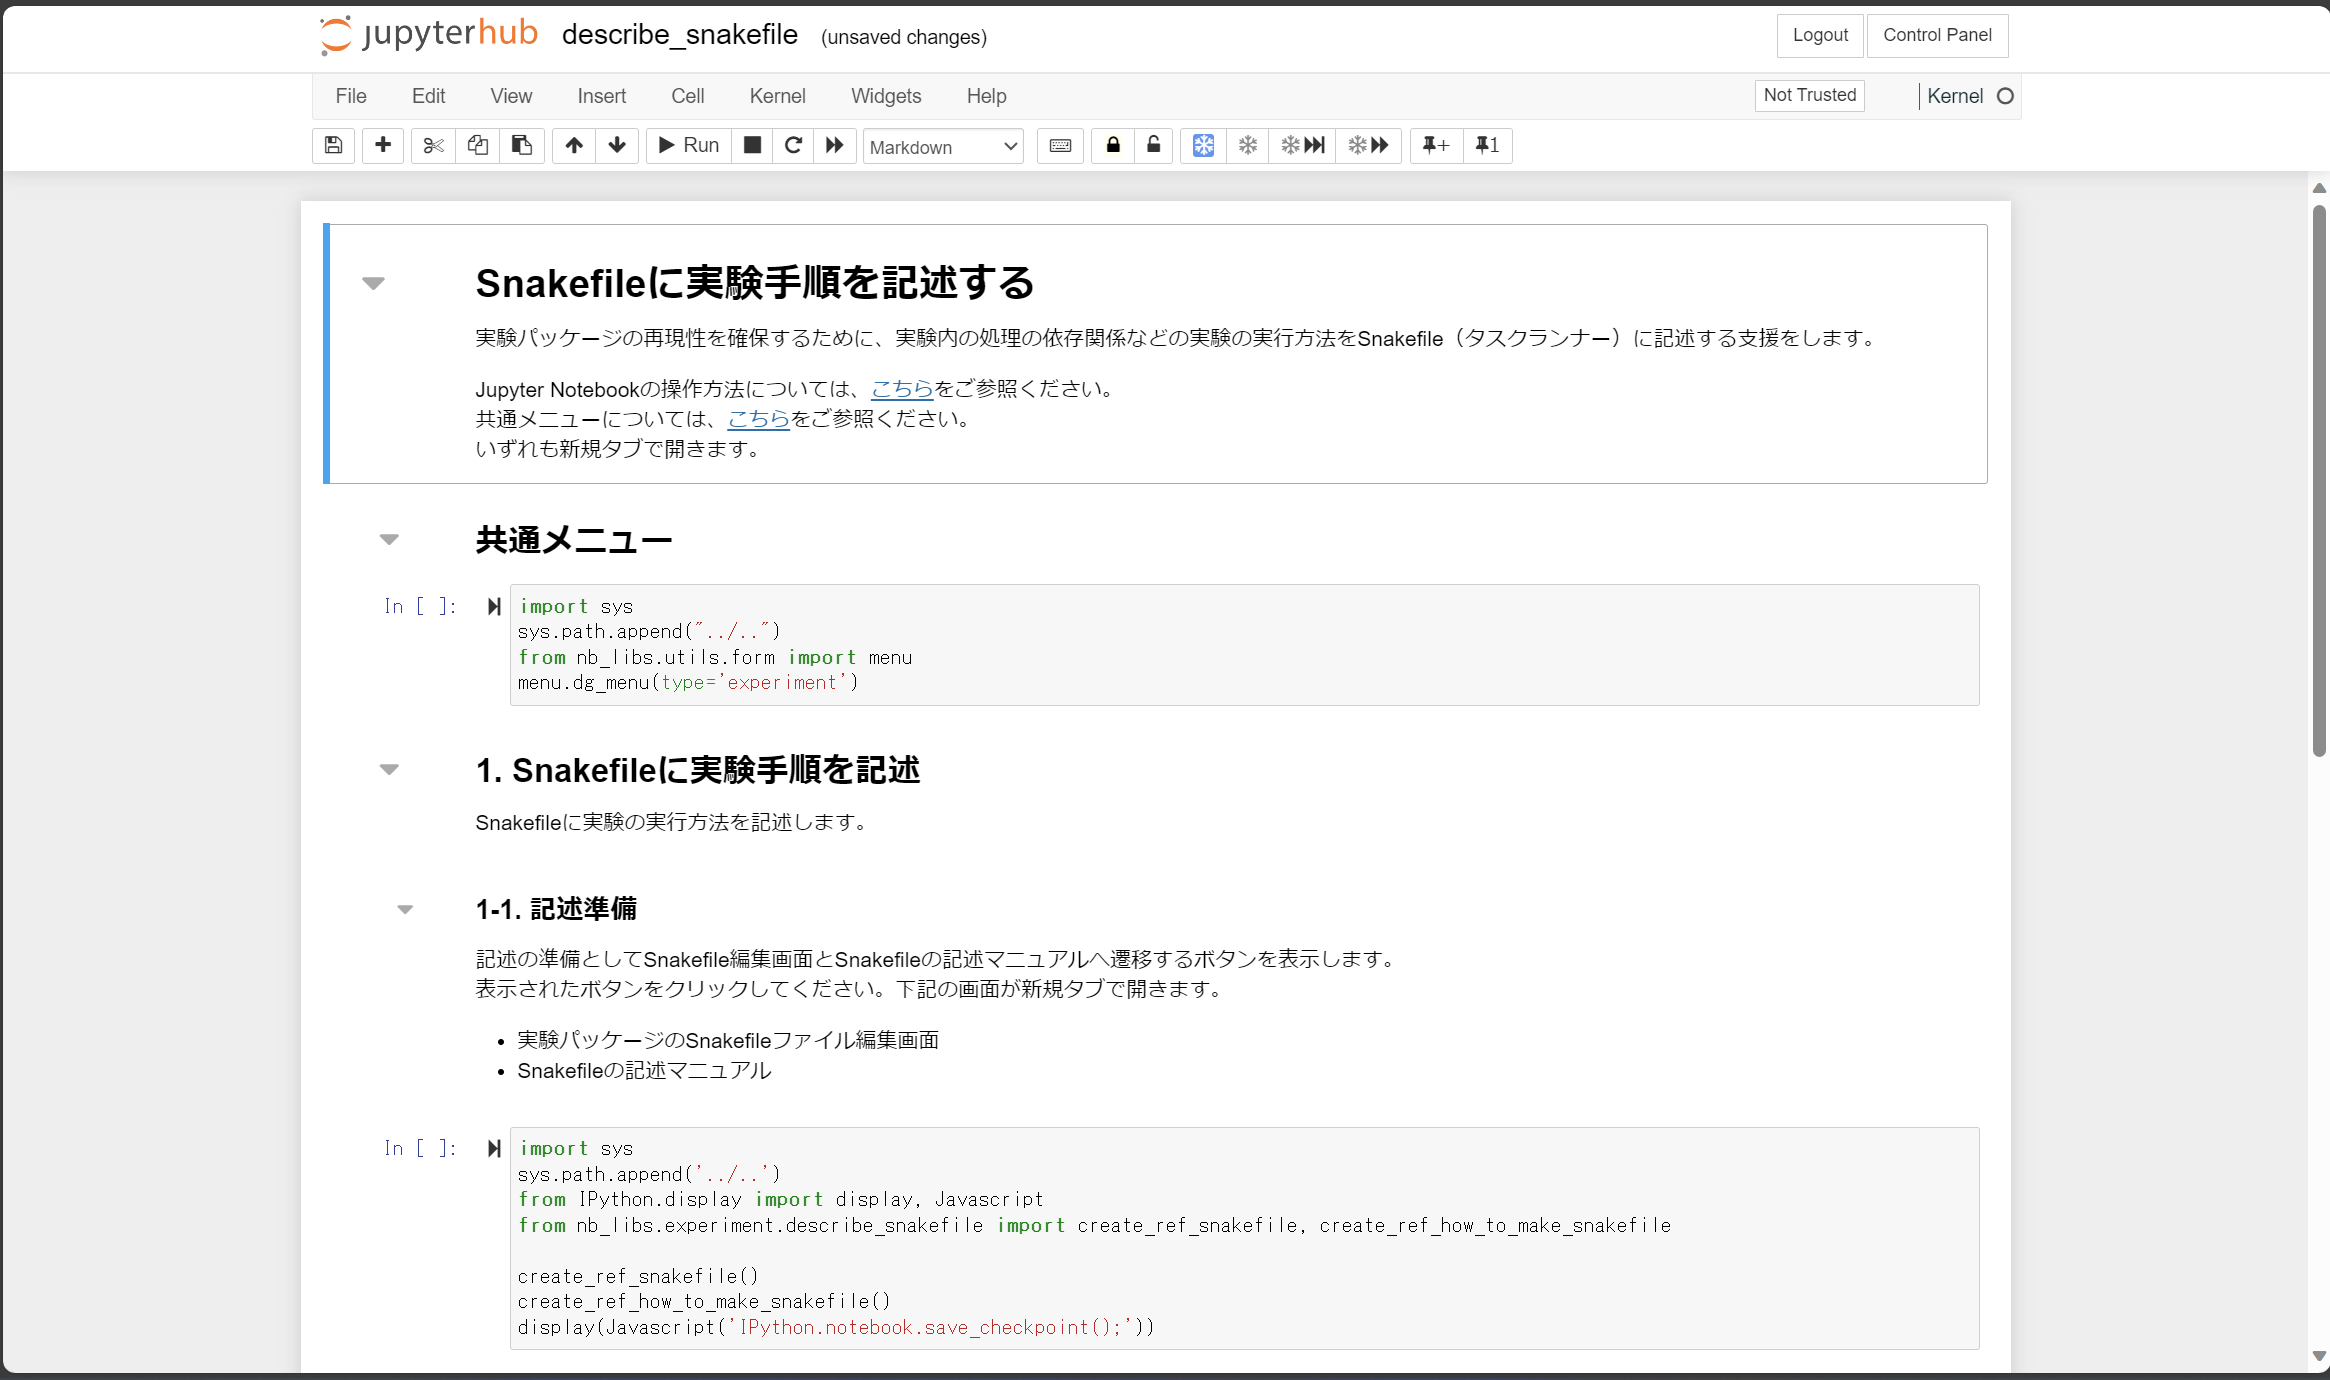 jupyterhub describe_snakefile (unsaved changes) Logout Control Panel
File Edit View Insert Cell Kernel Widgets Help Not Trusted Kernel
Run Markdown + 1
Snakefileに実験手順を記述する
実験パッケージの再現性を確保するために、実験内の処理の依存関係などの実験の実行方法をSnakefile（タスクランナー）に記述する支援をします。
Jupyter Notebookの操作方法については、こちらをご参照ください。
共通メニューについては、こちらをご参照ください。
いずれも新規タブで開きます。
共通メニュー
In [ ]: import sys
sys.path.append("../..")
from nb_libs.utils.form import menu
menu.dg_menu(type='experiment')
1. Snakefileに実験手順を記述
Snakefileに実験の実行方法を記述します。
1-1. 記述準備
記述の準備としてSnakefile編集画面とSnakefileの記述マニュアルへ遷移するボタンを表示します。
表示されたボタンをクリックしてください。下記の画面が新規タブで開きます。
• 実験パッケージのSnakefileファイル編集画面
• Snakefileの記述マニュアル
In [ ]: import sys
sys.path.append('../..')
from IPython.display import display, Javascript
from nb_libs.experiment.describe_snakefile import create_ref_snakefile, create_ref_how_to_make_snakefile
create_ref_snakefile()
create_ref_how_to_make_snakefile()
display(Javascript('IPython.notebook.save_checkpoint();'))